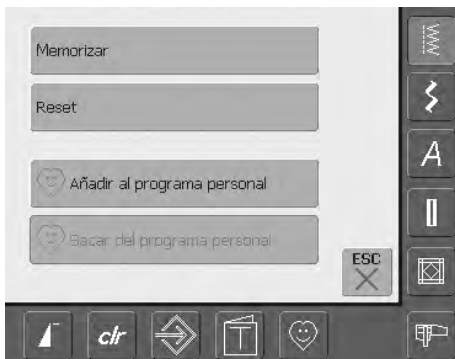 Memorizar
Reset
Añadir al programa personal
Sacar del programa personal
ESC
A
clr
T